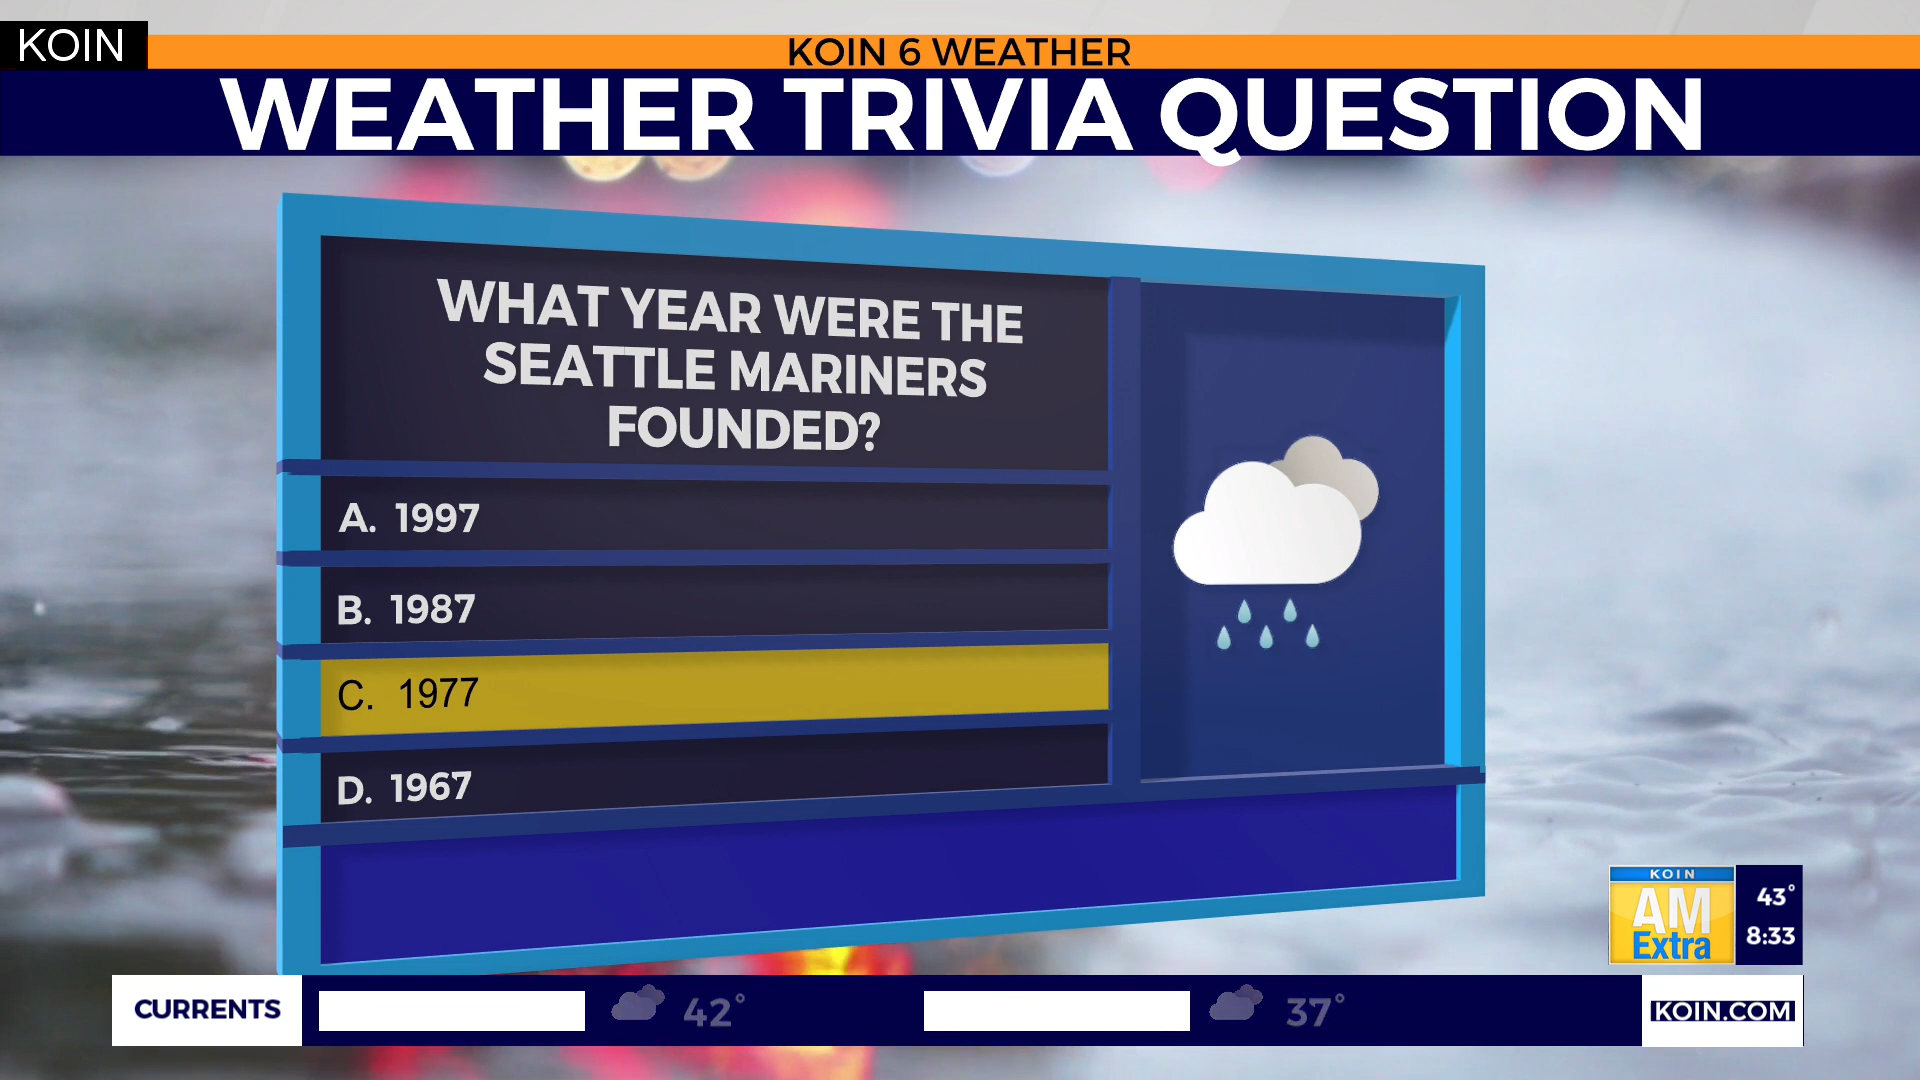 KOIN
KOIN 6 WEATHER
WEATHER TRIVIA QUESTION
WHAT YEAR WERE THE
SEATTLE MARINERS
FOUNDED?
A. 1997
B. 1987
C. 1977
D. 1967
KOIN
AM
Extra
43°
8:33
CURRENTS
42°
37°
KOIN.COM